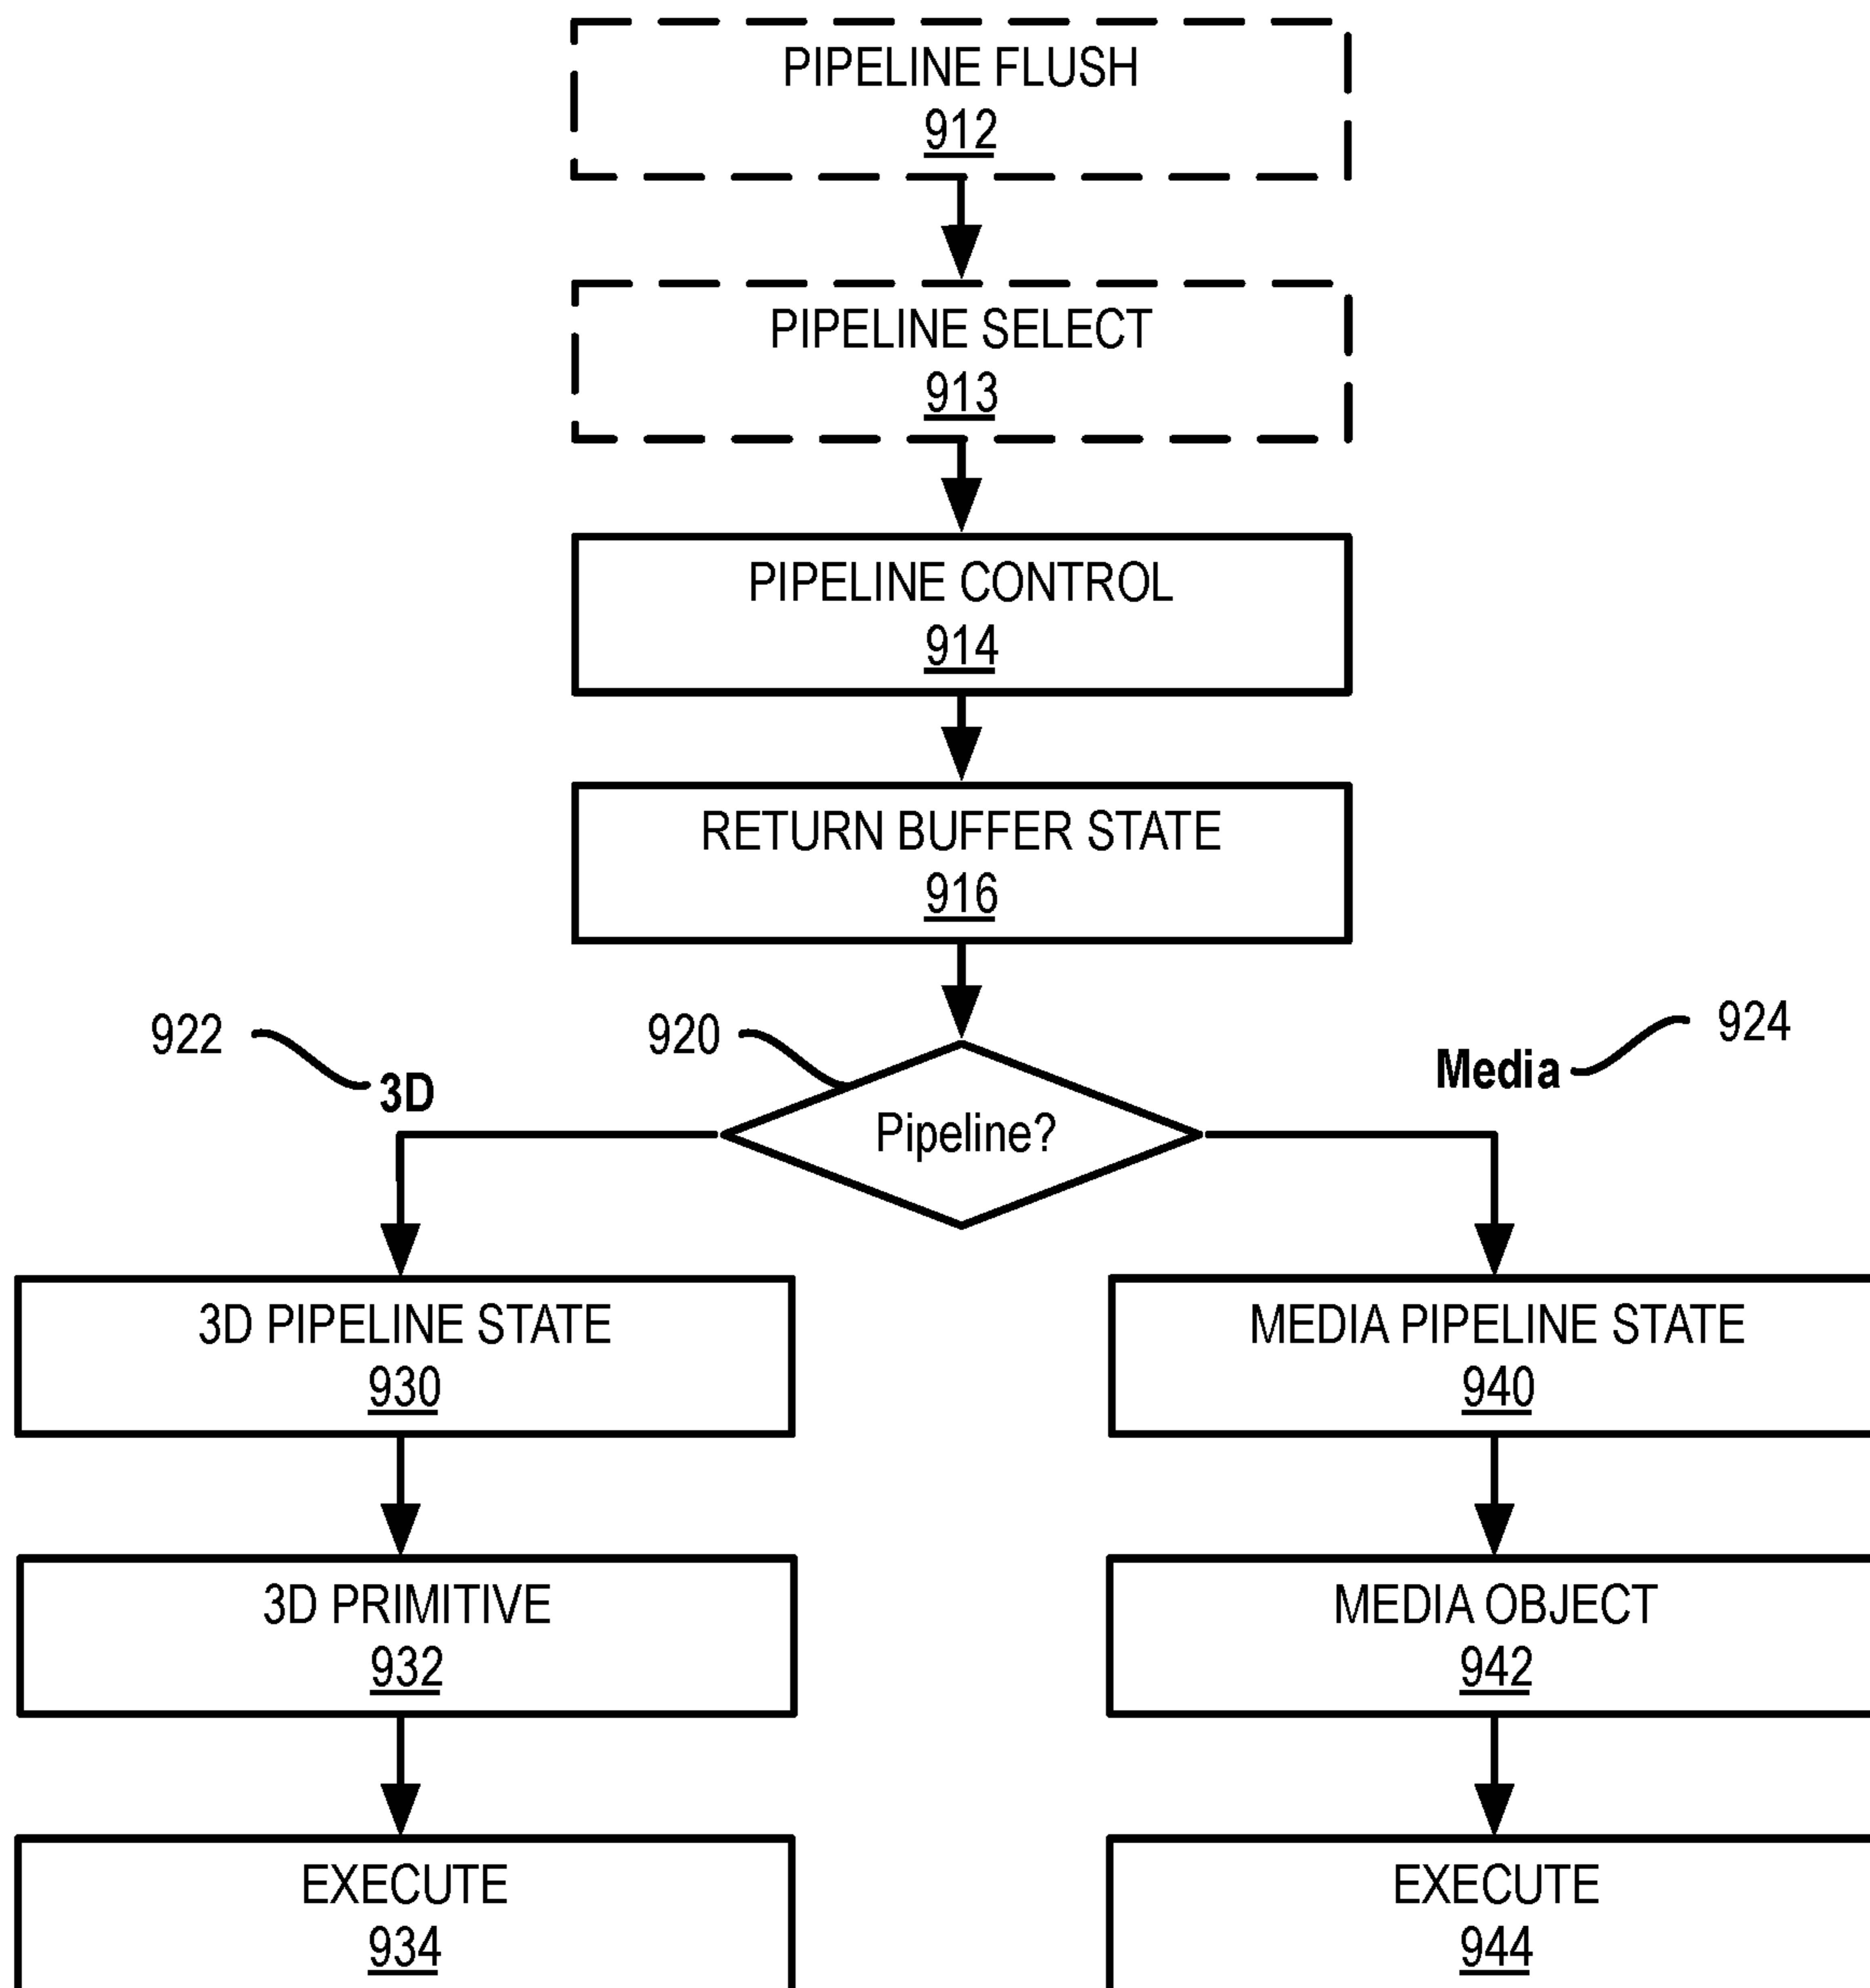 PIPELINE FLUSH
912
PIPELINE SELECT
913
PIPELINE CONTROL
914
RETURN BUFFER STATE
916
922
920
924
3D
Media
Pipeline?
3D PIPELINE STATE
930
MEDIA PIPELINE STATE
940
3D PRIMITIVE
932
MEDIA OBJECT
942
EXECUTE
934
EXECUTE
944